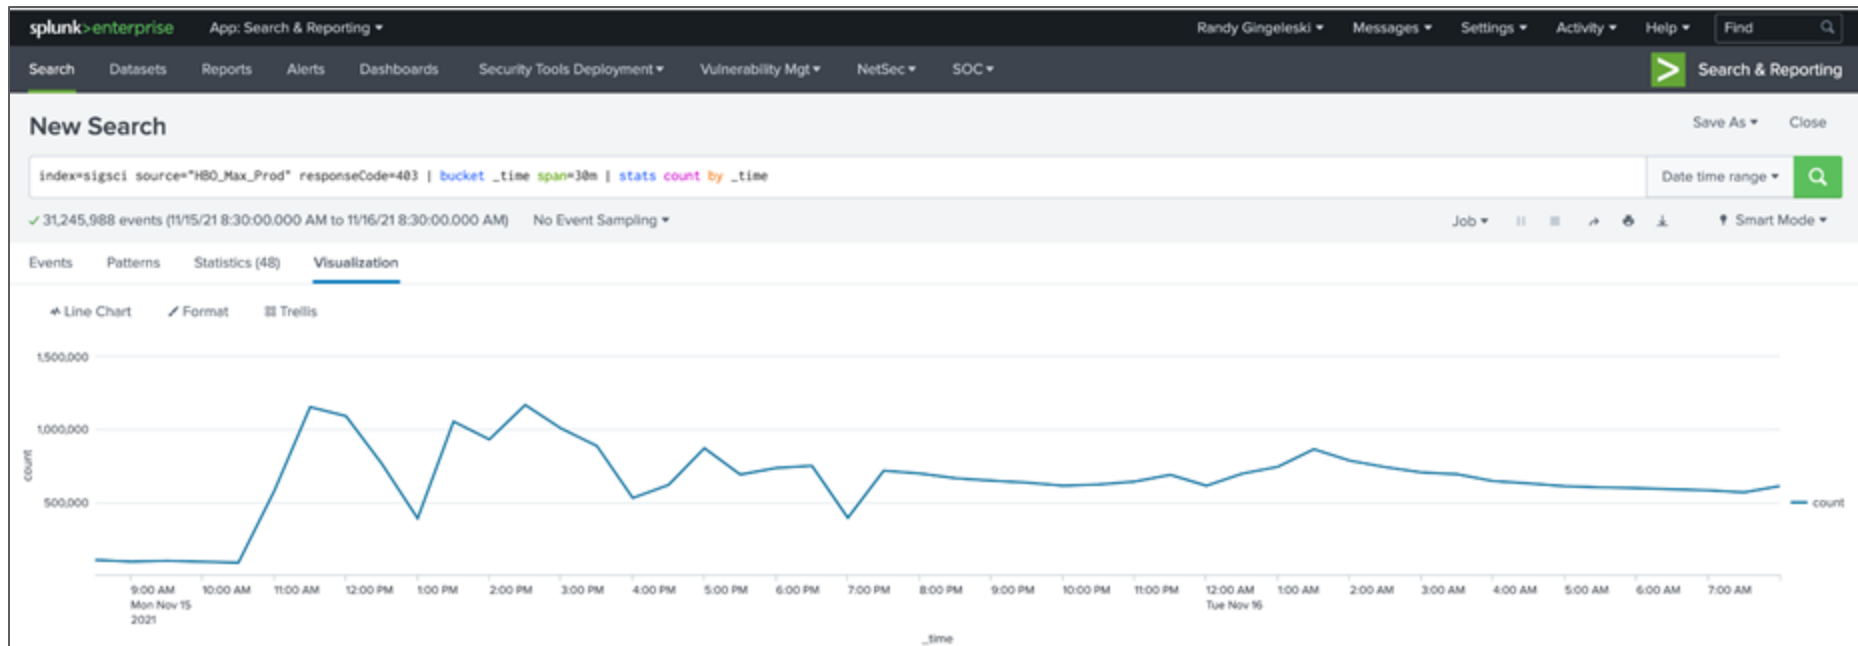 splunk>enterprise App: Search & Reporting Randy Gingeleski Messages Settings Activity Help Find
Search Datasets Reports Alerts Dashboards Security Tools Deployment Vulnerability Mgt NetSec SOC > Search & Reporting
New Search Save As Close
index=sigsci source="HBO_Max_Prod" responseCode=403 | bucket _time span=30m | stats count by _time Date time range
✓ 31,245,988 events (11/15/21 8:30:00.000 AM to 11/16/21 8:30:00.000 AM) No Event Sampling Job Smart Mode
Events Patterns Statistics (48) Visualization
Line Chart Format Trellis
1,500,000
1,000,000
500,000
count
count
9:00 AM 10:00 AM 11:00 AM 12:00 PM 1:00 PM 2:00 PM 3:00 PM 4:00 PM 5:00 PM 6:00 PM 7:00 PM 8:00 PM 9:00 PM 10:00 PM 11:00 PM 12:00 AM 1:00 AM 2:00 AM 3:00 AM 4:00 AM 5:00 AM 6:00 AM 7:00 AM
Mon Nov 15 Tue Nov 16
2021
_time